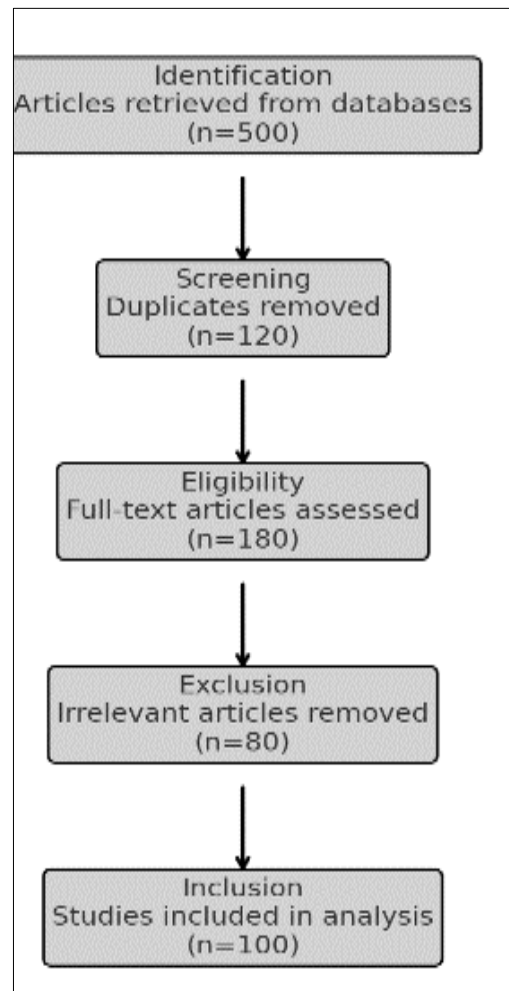 Identification
Articles retrieved from databases
(n=500)
Screening
Duplicates removed
(n=120)
Eligibility
Full-text articles assessed
(n=180)
Exclusion
Irrelevant articles removed
(n=80)
Inclusion
Studies included in analysis
(n=100)